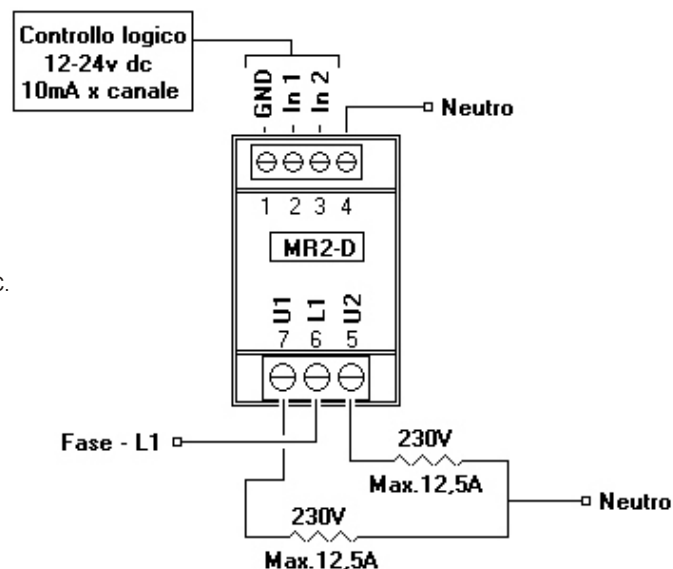 Controllo logico
12-24v dc
10mA x canale
GND
In 1
In 2
Neutro
1 2 3 4
MR2-D
c.
U1 L1 U2
7 6 5
Fase - L1
230V
Max.12,5A
Neutro
230V
Max.12,5A